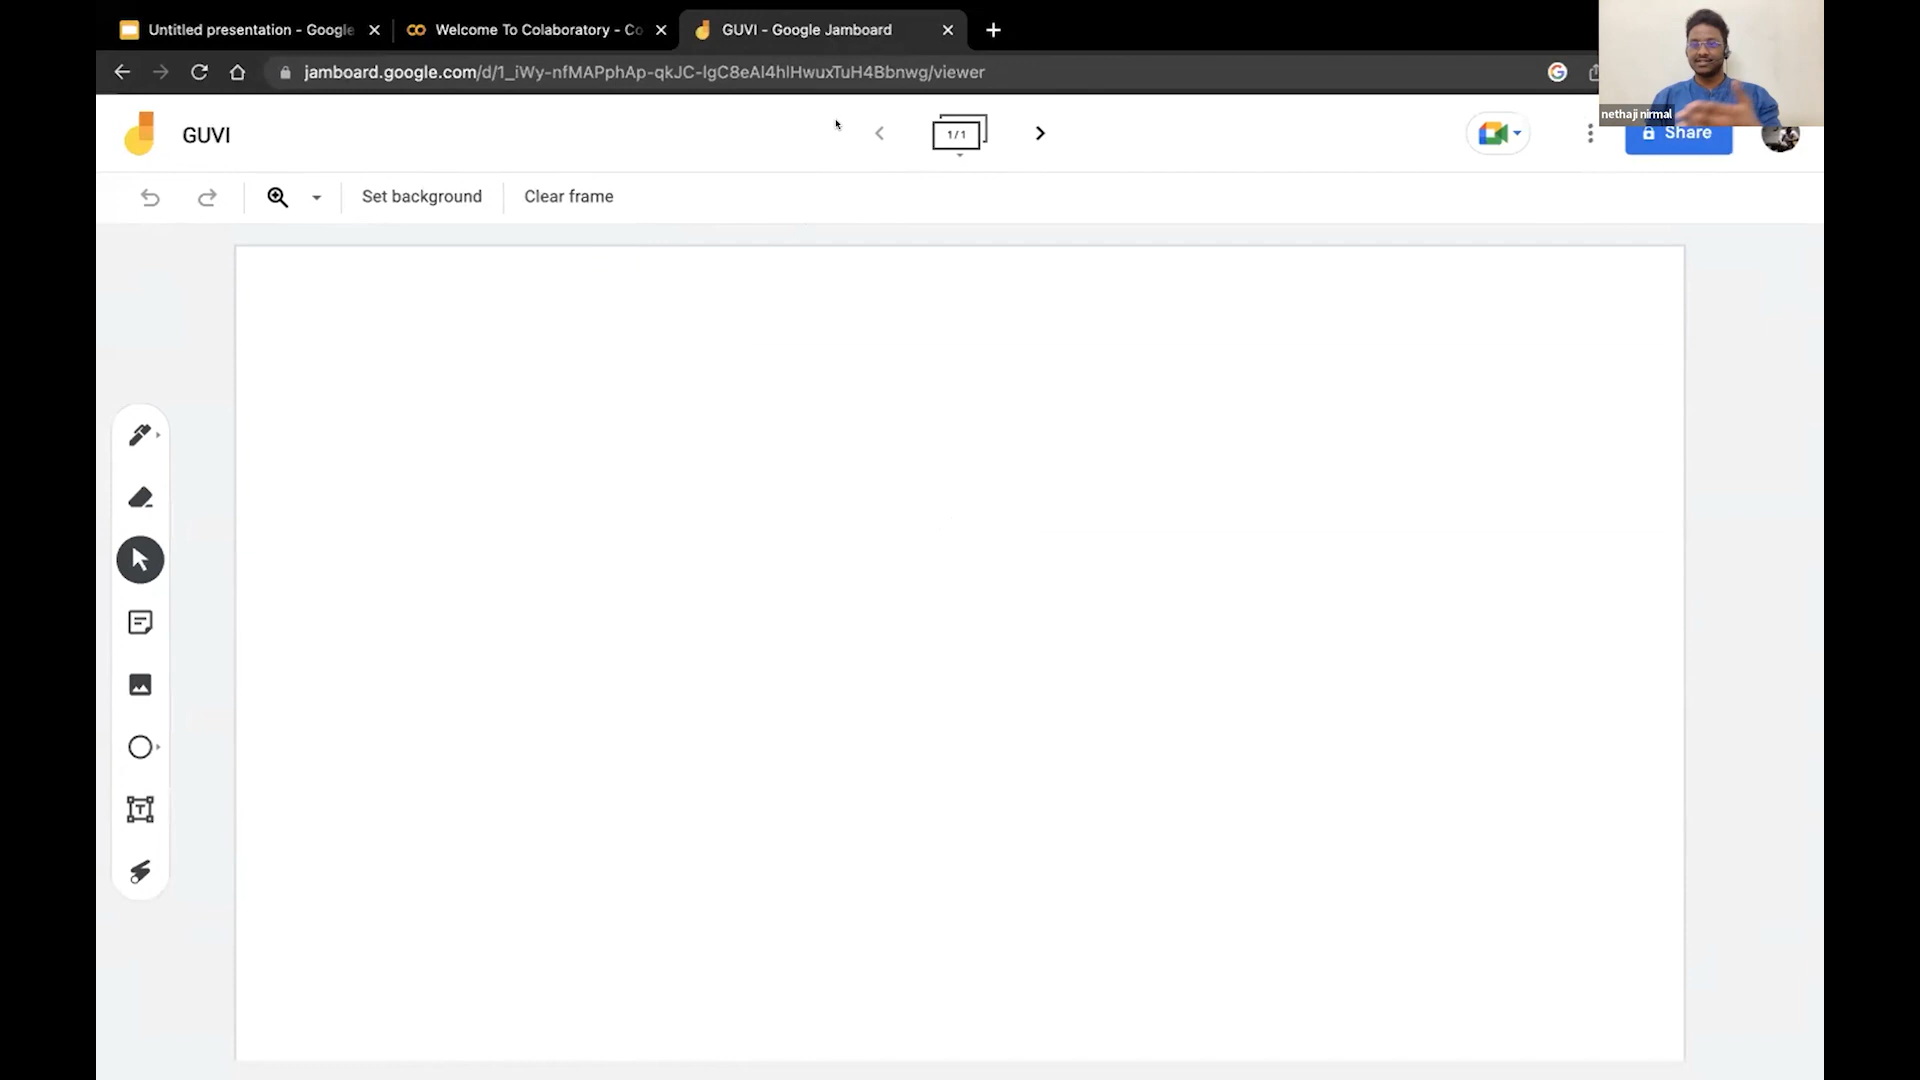 Untitled presentation - Google
Welcome To Colaboratory - Co
GUVI - Google Jamboard
jamboard.google.com/d/1_iWy-nfMAPphAp-qkJC-IgC8eAI4hIHwuxTuH4Bbnwg/viewer
nethaji nirmal
GUVI
1/1
Share
Set background
Clear frame